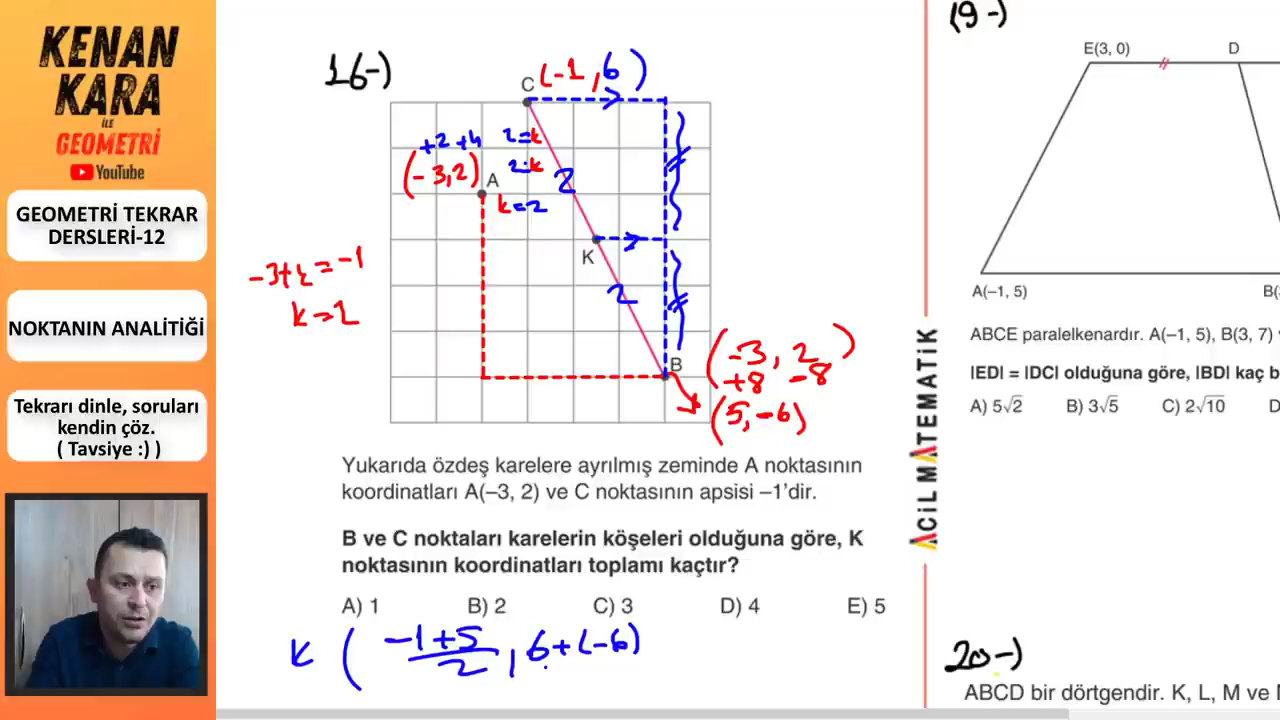 KENAN
KARA
İLE
GEOMETRİ
YouTube
GEOMETRİ TEKRAR
DERSLERİ-12
NOKTANIN ANALİTİĞİ
Tekrarı dinle, soruları
kendin çöz.
( Tavsiye :) )
16-)
C (-1, 6)
+2 +4
(-3, 2)
A
2=k
2=k
k=2
2
K
2
-3+k=-1
k=2
B
(-3, 2)
+8 -8
(5, -6)
Yukarıda özdeş karelere ayrılmış zeminde A noktasının
koordinatları A(–3, 2) ve C noktasının apsisi –1'dir.
B ve C noktaları karelerin köşeleri olduğuna göre, K
noktasının koordinatları toplamı kaçtır?
A) 1 B) 2 C) 3 D) 4 E) 5
K ( -1+5
2 , 6+(-6)
ACİL MATEMATİK
19-)
E(3, 0) D
A(–1, 5) B(3
ABCE paralelkenardır. A(–1, 5), B(3, 7)
|ED| = |DC| olduğuna göre, |BD| kaç b
A) 5√2 B) 3√5 C) 2√10 D
20-)
ABCD bir dörtgendir. K, L, M ve